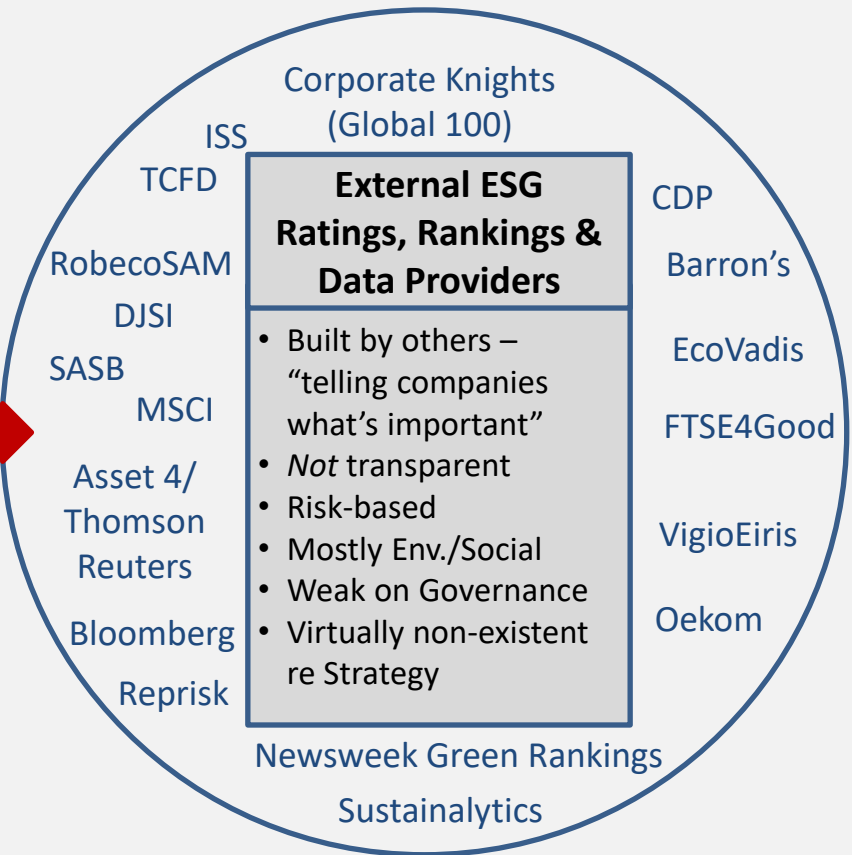 Corporate Knights
(Global 100)
ISS
TCFD
RobecoSAM
DJSI
SASB
MSCI
Asset 4/
Thomson
Reuters
Bloomberg
Reprisk
External ESG
Ratings, Rankings &
Data Providers
• Built by others –
“telling companies
what’s important”
• Not transparent
• Risk-based
• Mostly Env./Social
• Weak on Governance
• Virtually non-existent
re Strategy
CDP
Barron’s
EcoVadis
FTSE4Good
VigioEiris
Oekom
Newsweek Green Rankings
Sustainalytics